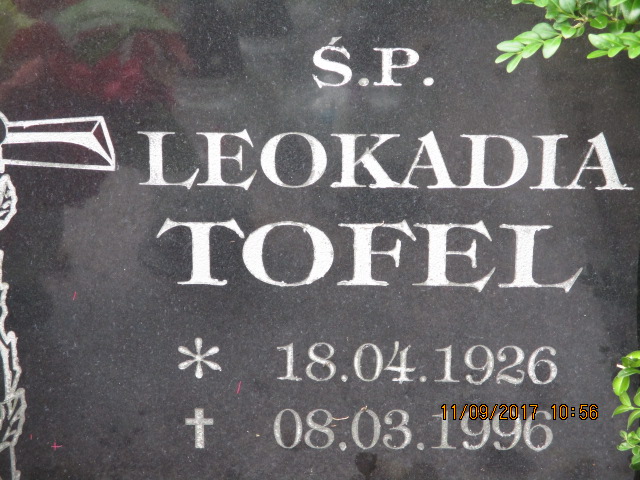 Ś.P.
LEOKADIA
TOFEL
* 18.04.1926
† 08.03.1996
11/09/2017 10:56